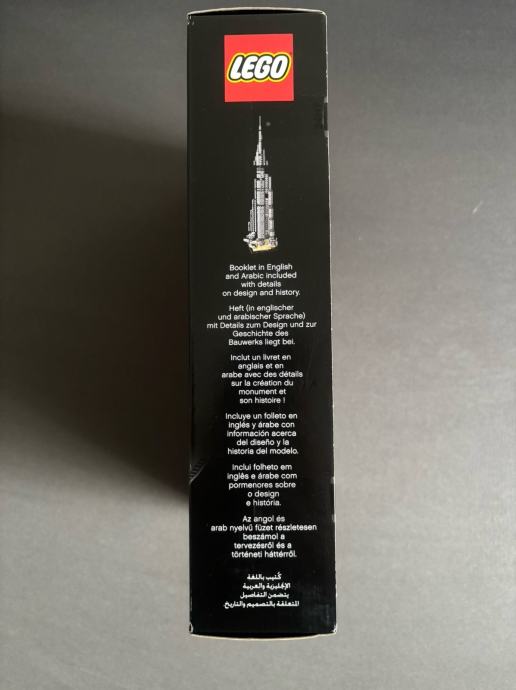 LEGO
Booklet in English
and Arabic included
with details
on design and history.
Heft (in englischer
und arabischer Sprache)
mit Details zum Design und zur
Geschichte des
Bauwerks liegt bei.
Inclut un livret en
anglais et en
arabe avec des détails
sur la création du
monument et
son histoire !
Incluye un folleto en
inglés y árabe con
información acerca
del diseño y la
historia del modelo.
Inclui folheto em
inglês e árabe com
pormenores sobre
o design
e história.
Az angol és
arab nyelvű füzet részletesen
beszámol a
tervezésről és a
történeti háttérről.
كُتيب باللغة
الإنجليزية والعربية
يتضمن التفاصيل
المتعلقة بالتصميم والتاريخ.